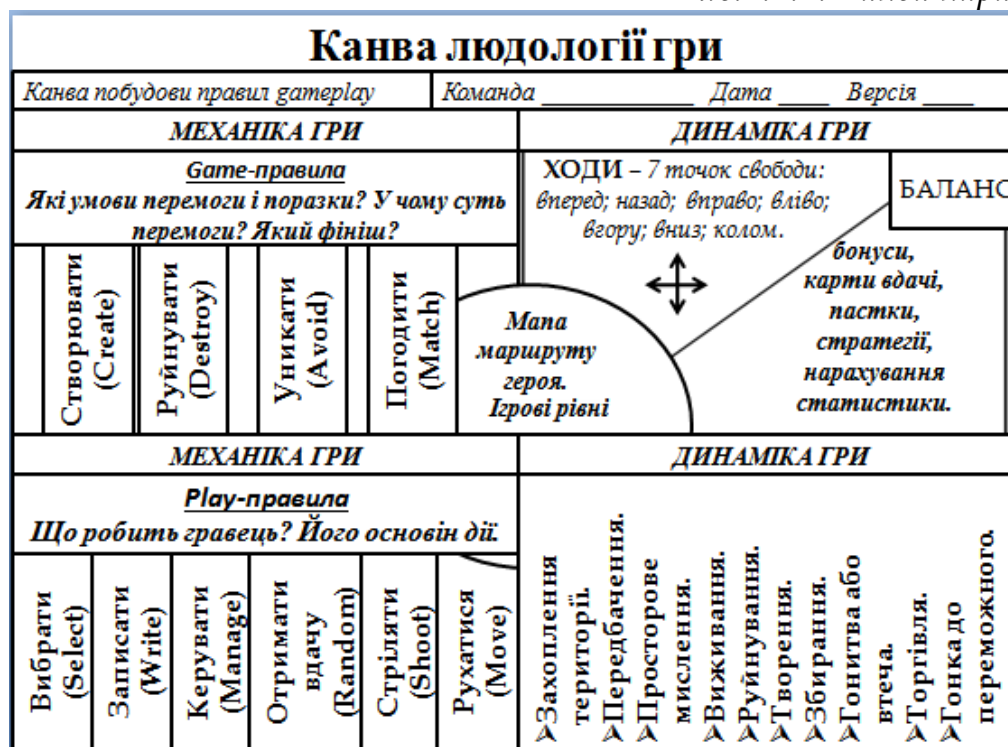 Канва людології гри
Канва побудови правил gameplay
Команда ____________ Дата ____ Версія ____
МЕХАНІКА ГРИ
ДИНАМІКА ГРИ
Game-правила
Які умови перемоги і поразки? У чому суть
перемоги? Який фініш?
Створювати
(Create)
Руйнувати
(Destroy)
Уникати
(Avoid)
Погодити
(Match)
ХОДИ – 7 точок свободи:
вперед; назад; вправо; вліво;
вгору; вниз; колом.
БАЛАНС
Мапа
маршруту
героя.
Ігрові рівні
бонуси,
карти вдачі,
пастки,
стратегії,
нарахування
статистики.
МЕХАНІКА ГРИ
ДИНАМІКА ГРИ
Play-правила
Що робить гравець? Його основін дії.
Вибрати
(Select)
Записати
(Write)
Керувати
(Manage)
Отримати
вдачу
(Random)
Стріляти
(Shoot)
Рухатися
(Move)
➢Захоплення
території.
➢Передбачення.
➢Просторове
мислення.
➢Виживання.
➢Руйнування.
➢Творення.
➢Збирання.
➢Гонитва або
втеча.
➢Торгівля.
➢Гонка до
переможного.